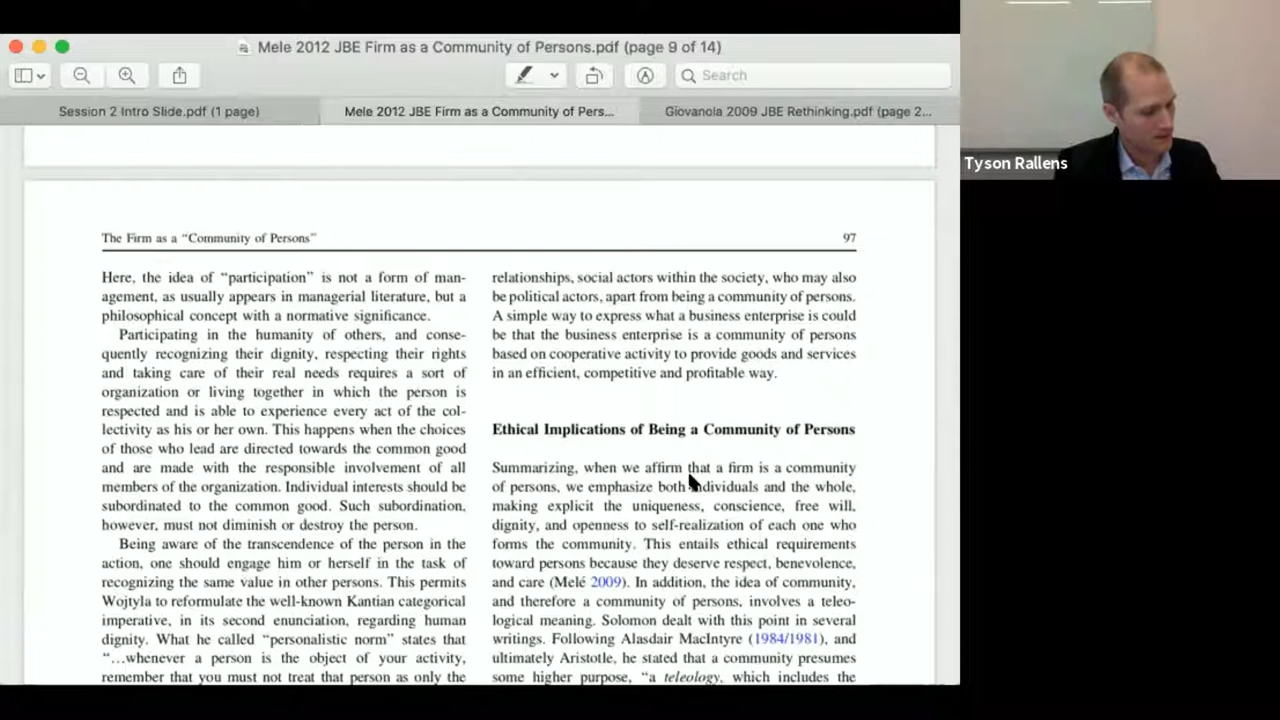 Mele 2012 JBE Firm as a Community of Persons.pdf (page 9 of 14)
Search
Session 2 Intro Slide.pdf (1 page)
Mele 2012 JBE Firm as a Community of Pers...
Giovanola 2009 JBE Rethinking.pdf (page 2...
Tyson Rallens
The Firm as a “Community of Persons”
97
Here, the idea of “participation” is not a form of man-
agement, as usually appears in managerial literature, but a
philosophical concept with a normative significance.
Participating in the humanity of others, and conse-
quently recognizing their dignity, respecting their rights
and taking care of their real needs requires a sort of
organization or living together in which the person is
respected and is able to experience every act of the col-
lectivity as his or her own. This happens when the choices
of those who lead are directed towards the common good
and are made with the responsible involvement of all
members of the organization. Individual interests should be
subordinated to the common good. Such subordination,
however, must not diminish or destroy the person.
Being aware of the transcendence of the person in the
action, one should engage him or herself in the task of
recognizing the same value in other persons. This permits
Wojtyla to reformulate the well-known Kantian categorical
imperative, in its second enunciation, regarding human
dignity. What he called “personalistic norm” states that
“…whenever a person is the object of your activity,
remember that you must not treat that person as only the
relationships, social actors within the society, who may also
be political actors, apart from being a community of persons.
A simple way to express what a business enterprise is could
be that the business enterprise is a community of persons
based on cooperative activity to provide goods and services
in an efficient, competitive and profitable way.
Ethical Implications of Being a Community of Persons
Summarizing, when we affirm that a firm is a community
of persons, we emphasize both individuals and the whole,
making explicit the uniqueness, conscience, free will,
dignity, and openness to self-realization of each one who
forms the community. This entails ethical requirements
toward persons because they deserve respect, benevolence,
and care (Melé 2009). In addition, the idea of community,
and therefore a community of persons, involves a teleo-
logical meaning. Solomon dealt with this point in several
writings. Following Alasdair MacIntyre (1984/1981), and
ultimately Aristotle, he stated that a community presumes
some higher purpose, “a teleology, which includes the